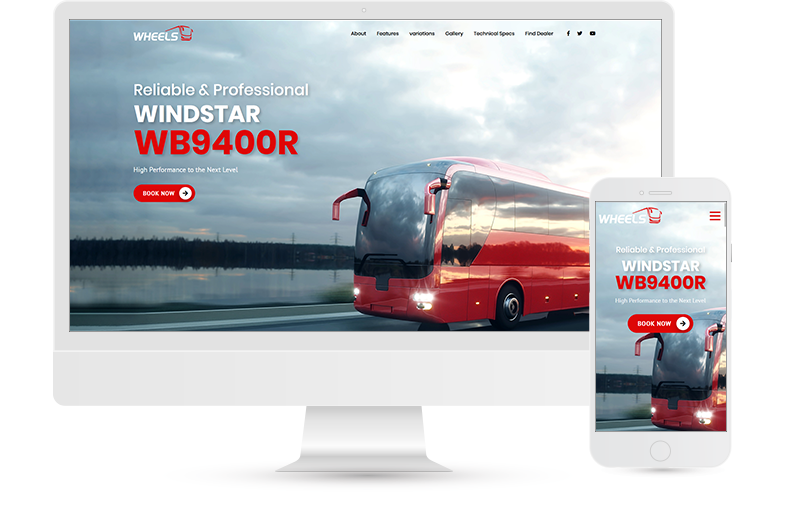 WHEELS
About Features variations Gallery Technical Specs Find Dealer
Reliable & Professional
WINDSTAR
WB9400R
High Performance to the Next Level
BOOK NOW
WHEELS
Reliable & Professional
WINDSTAR
WB9400R
High Performance to the Next Level
BOOK NOW